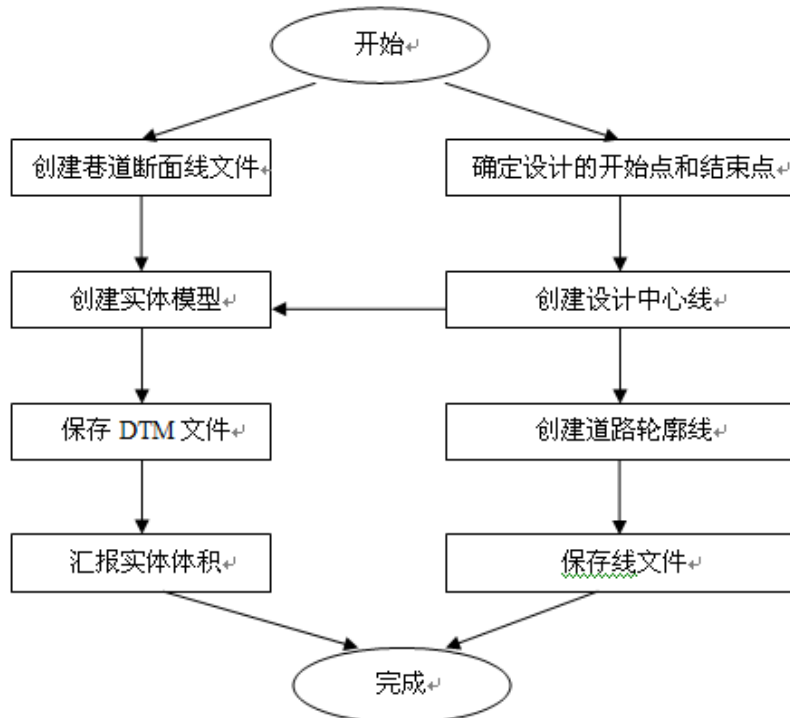 开始
创建巷道断面线文件
确定设计的开始点和结束点
创建实体模型
创建设计中心线
保存 DTM 文件
创建道路轮廓线
汇报实体体积
保存线文件
完成